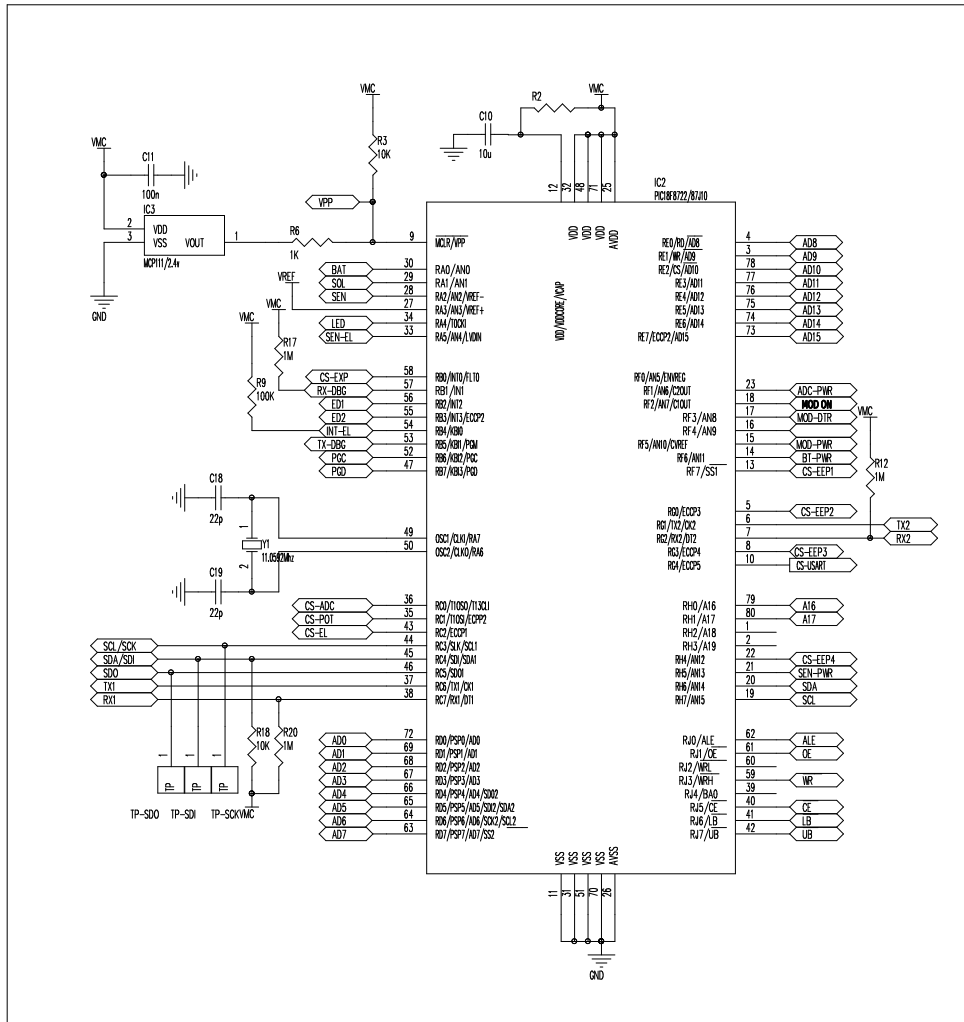 VMC
R2
VMC
C10
10u
R3
10K
VMC
C11
100n
IC3
2
3
VDD
VSS
VOUT
1
MCP111/2.4v
GND
VPP
R6
1K
12
32
48
71
25
IC2
PIC18F8722/87J10
VDD/VDDCORE/VCAP
VDD
VDD
VDD
AVDD
9
MCLR/VPP
BAT
30
RA0/AN0
SOL
29
RA1/AN1
SEN
28
RA2/AN2/VREF-
VREF
27
RA3/AN3/VREF+
LED
34
RA4/T0CKI
SEN-EL
33
RA5/AN4/LVDIN
VMC
R17
1M
VMC
R9
100K
CS-EXP
58
RB0/INT0/FLT0
RX-DBG
57
RB1/IN1
ED1
56
RB2/INT2
ED2
55
RB3/INT3/ECCP2
INT-EL
54
RB4/KBI0
TX-DBG
53
RB5/KBI1/PGM
PGC
52
RB6/KBI2/PGC
PGD
47
RB7/KBI3/PGD
C18
22p
1
Y1
11.0592Mhz
2
C19
22p
49
OSC1/CLKI/RA7
50
OSC2/CLKO/RA6
CS-ADC
36
RC0/T1OSO/T13CLI
CS-POT
35
RC1/T1OSI/ECPP2
CS-EL
43
RC2/ECCP1
SCL/SCK
44
RC3/SLK/SCL1
SDA/SDI
45
RC4/SDI/SDA1
SDO
46
RC5/SDO1
TX1
37
RC6/TX1/CK1
RX1
38
RC7/RX1/DT1
R18
10K
R20
1M
1
1
1
TP
TP
TP
TP-SDO
TP-SDI
TP-SCK
VMC
AD0
72
RD0/PSP0/AD0
AD1
69
RD1/PSP1/AD1
AD2
68
RD2/PSP2/AD2
AD3
67
RD3/PSP3/AD3
AD4
66
RD4/PSP4/AD4/SDO2
AD5
65
RD5/PSP5/AD5/SDI2/SDA2
AD6
64
RD6/PSP6/AD6/SCK2/SCL2
AD7
63
RD7/PSP7/AD7/SS2
RE0/RD/AD8
4
AD8
RE1/WR/AD9
3
AD9
RE2/CS/AD10
78
AD10
RE3/AD11
77
AD11
RE4/AD12
76
AD12
RE5/AD13
75
AD13
RE6/AD14
74
AD14
RE7/ECCP2/AD15
73
AD15
RF0/AN5/ENVREG
RF1/AN6/C2OUT
23
ADC-PWR
RF2/AN7/C1OUT
18
MOD ON
RF3/AN8
17
MOD-DTR
RF4/AN9
16
RF5/AN10/CVREF
15
MOD-PWR
RF6/AN11
14
BT-PWR
RF7/SS1
13
CS-EEP1
VMC
R12
1M
RG0/ECCP3
5
CS-EEP2
RG1/TX2/CK2
6
TX2
RG2/RX2/DT2
7
RX2
RG3/ECCP4
8
CS-EEP3
RG4/ECCP5
10
CS-USART
RH0/A16
79
A16
RH1/A17
80
A17
RH2/A18
1
RH3/A19
2
RH4/AN12
22
CS-EEP4
RH5/AN13
21
SEN-PWR
RH6/AN14
20
SDA
RH7/AN15
19
SCL
RJ0/ALE
62
ALE
RJ1/OE
61
OE
RJ2/WRL
60
RJ3/WRH
59
WR
RJ4/BA0
39
RJ5/CE
40
CE
RJ6/LB
41
LB
RJ7/UB
42
UB
VSS
VSS
VSS
VSS
AVSS
11
31
51
70
26
GND